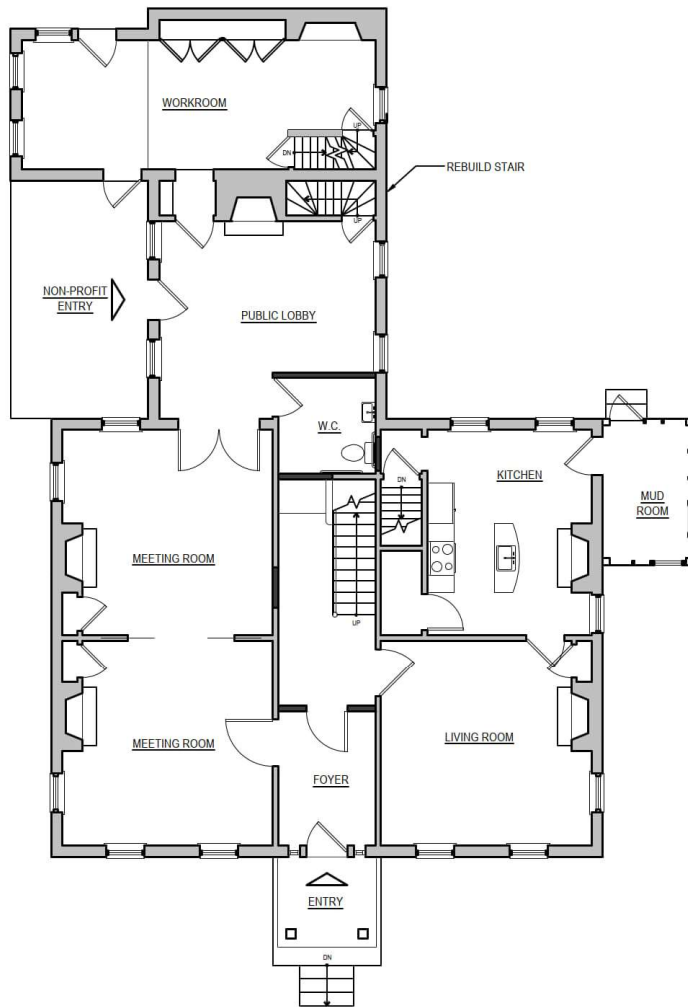 WORKROOM
UP
DN
REBUILD STAIR
UP
NON-PROFIT
ENTRY
PUBLIC LOBBY
W.C.
KITCHEN
DN
MUD
ROOM
MEETING ROOM
UP
MEETING ROOM
LIVING ROOM
FOYER
ENTRY
DN